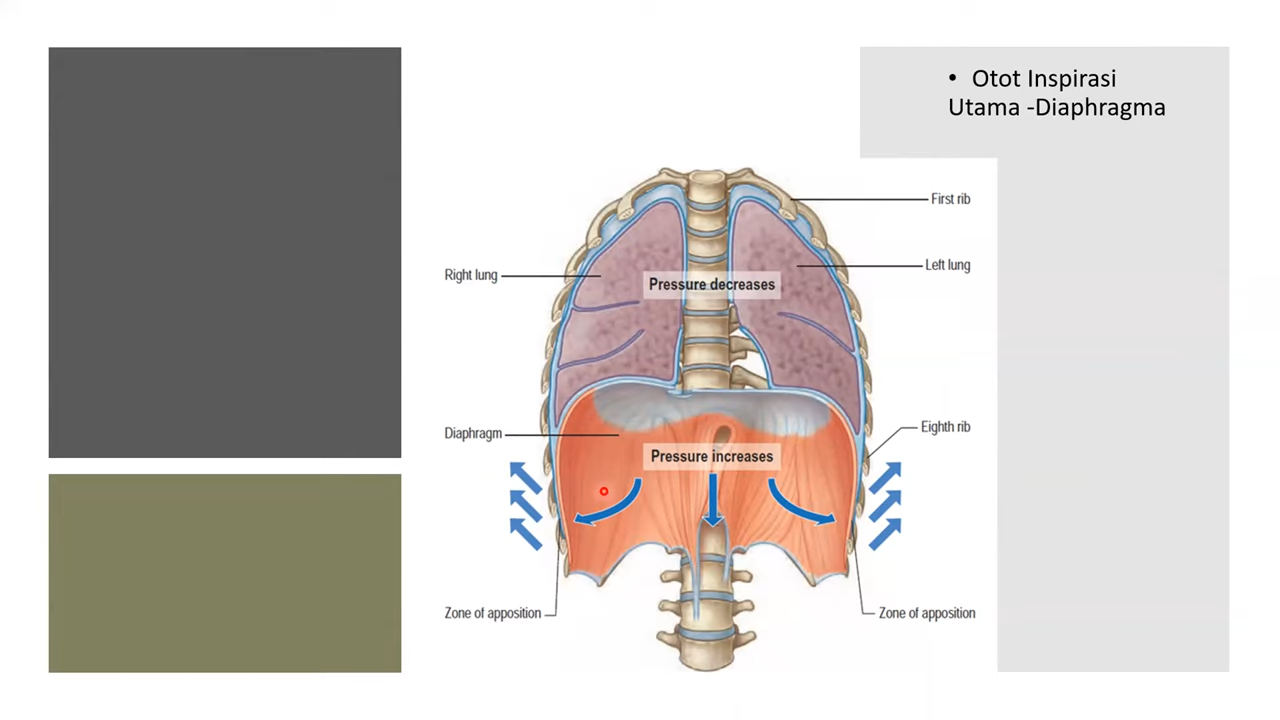 • Otot Inspirasi
Utama -Diaphragma
First rib
Left lung
Right lung
Pressure decreases
Diaphragm
Eighth rib
Pressure increases
Zone of apposition
Zone of apposition